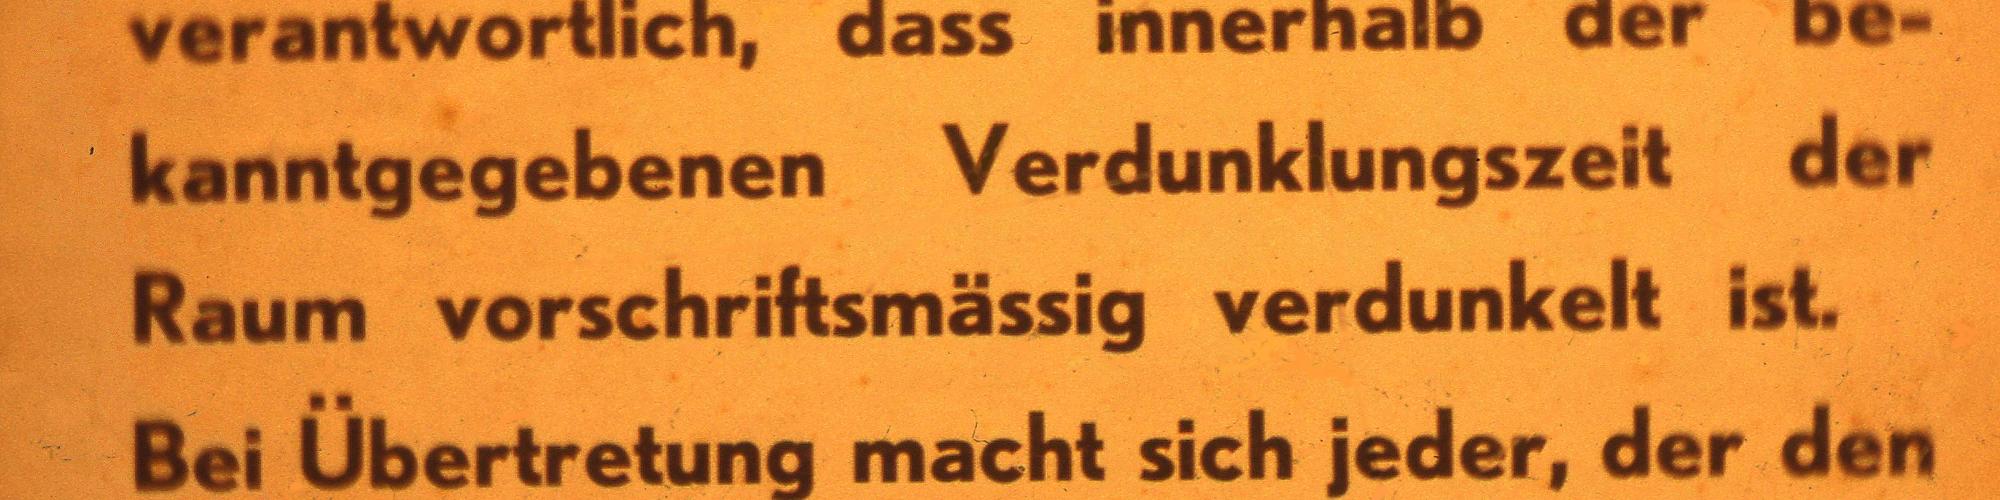 verantwortlich, dass innerhalb der be-
kanntgegebenen Verdunklungszeit der
Raum vorschriftsmässig verdunkelt ist.
Bei Übertretung macht sich jeder, der den